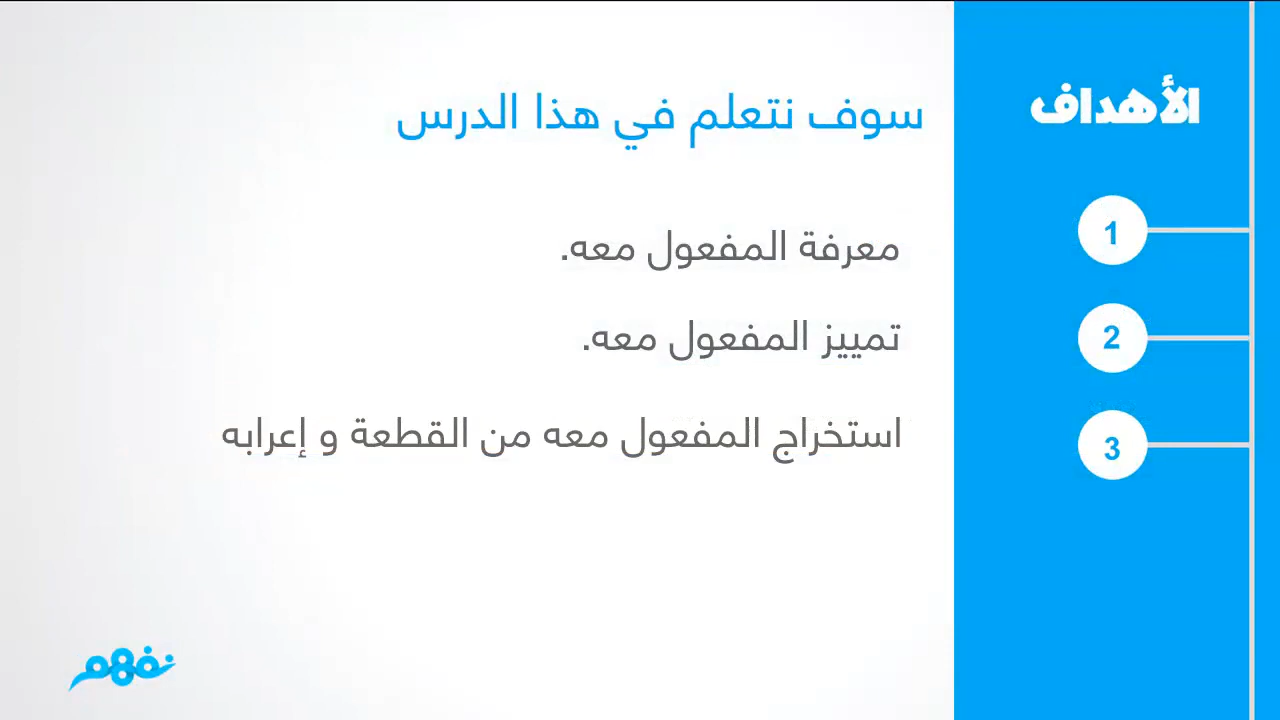 الأهداف
سوف نتعلم في هذا الدرس
1
معرفة المفعول معه.
2
تمييز المفعول معه.
3
استخراج المفعول معه من القطعة و إعرابه
نفهم